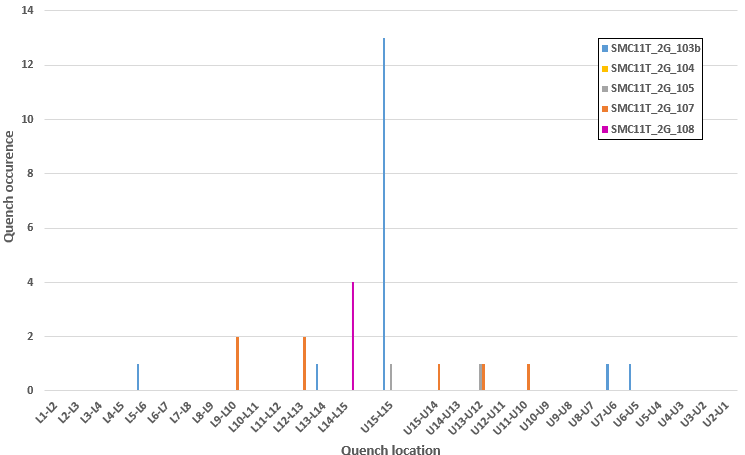 14
12
10
8
6
4
2
0
Quench occurence
SMC11T_2G_103b
SMC11T_2G_104
SMC11T_2G_105
SMC11T_2G_107
SMC11T_2G_108
L1-L2
L2-L3
L3-L4
L4-L5
L5-L6
L6-L7
L7-L8
L8-L9
L9-L10
L10-L11
L11-L12
L12-L13
L13-L14
L14-L15
U15-L15
U15-U14
U14-U13
U13-U12
U12-U11
U11-U10
U10-U9
U9-U8
U8-U7
U7-U6
U6-U5
U5-U4
U4-U3
U3-U2
U2-U1
Quench location